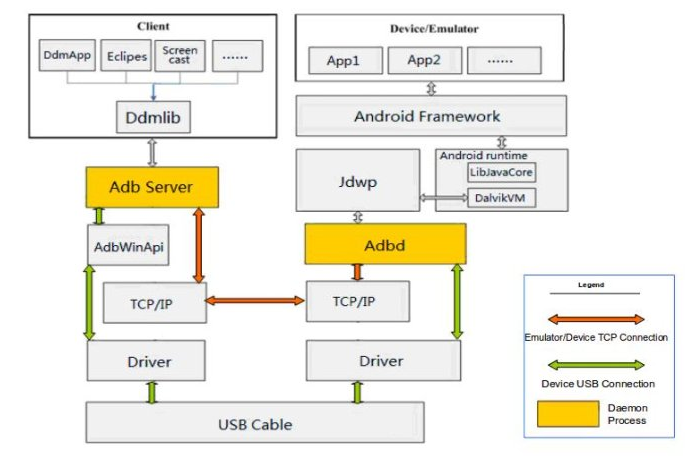 Client
DdmApp
Eclipes
Screen
cast
......
Ddmlib
Device/Emulator
App1
App2
......
Android Framework
Adb Server
Jdwp
Android runtime
LibJavaCore
DalvikVM
AdbWinApi
Adbd
TCP/IP
TCP/IP
Driver
Driver
USB Cable
Legend
Emulator/Device TCP Connection
Device USB Connection
Daemon
Process